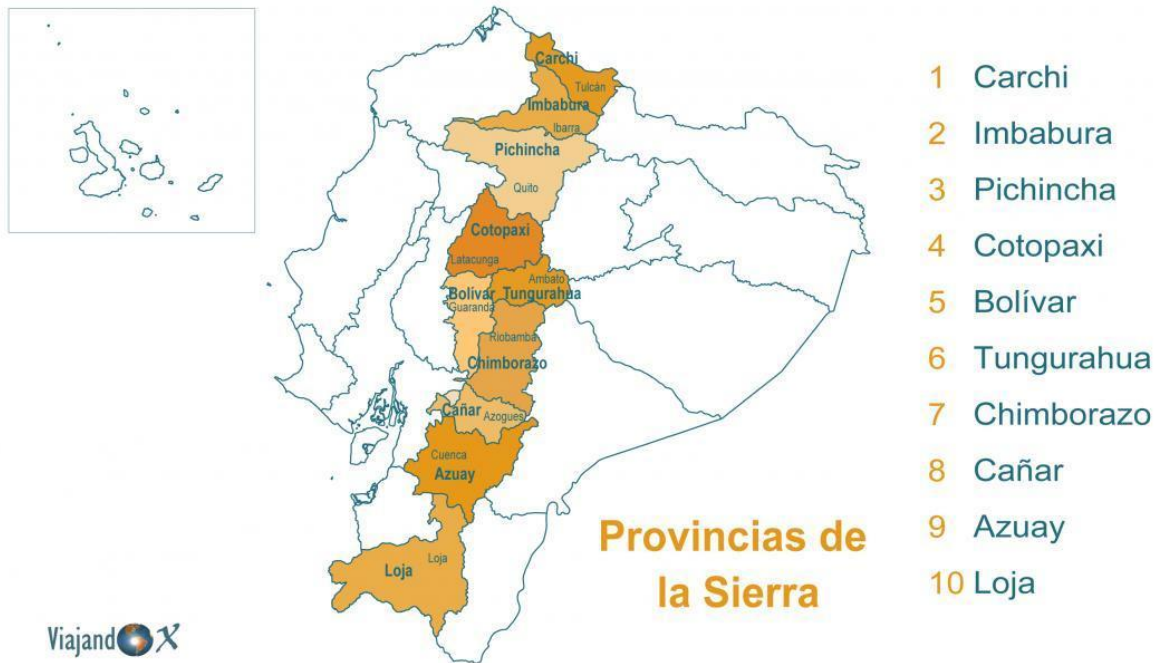 Carchi
Tulcán
Imbabura
Ibarra
Pichincha
Quito
Cotopaxi
Latacunga
Ambato
Bolívar
Tungurahua
Guaranda
Riobamba
Chimborazo
Cañar
Azogues
Cuenca
Azuay
Loja
Loja
Provincias de
la Sierra
1 Carchi
2 Imbabura
3 Pichincha
4 Cotopaxi
5 Bolívar
6 Tungurahua
7 Chimborazo
8 Cañar
9 Azuay
10 Loja
Viajando X